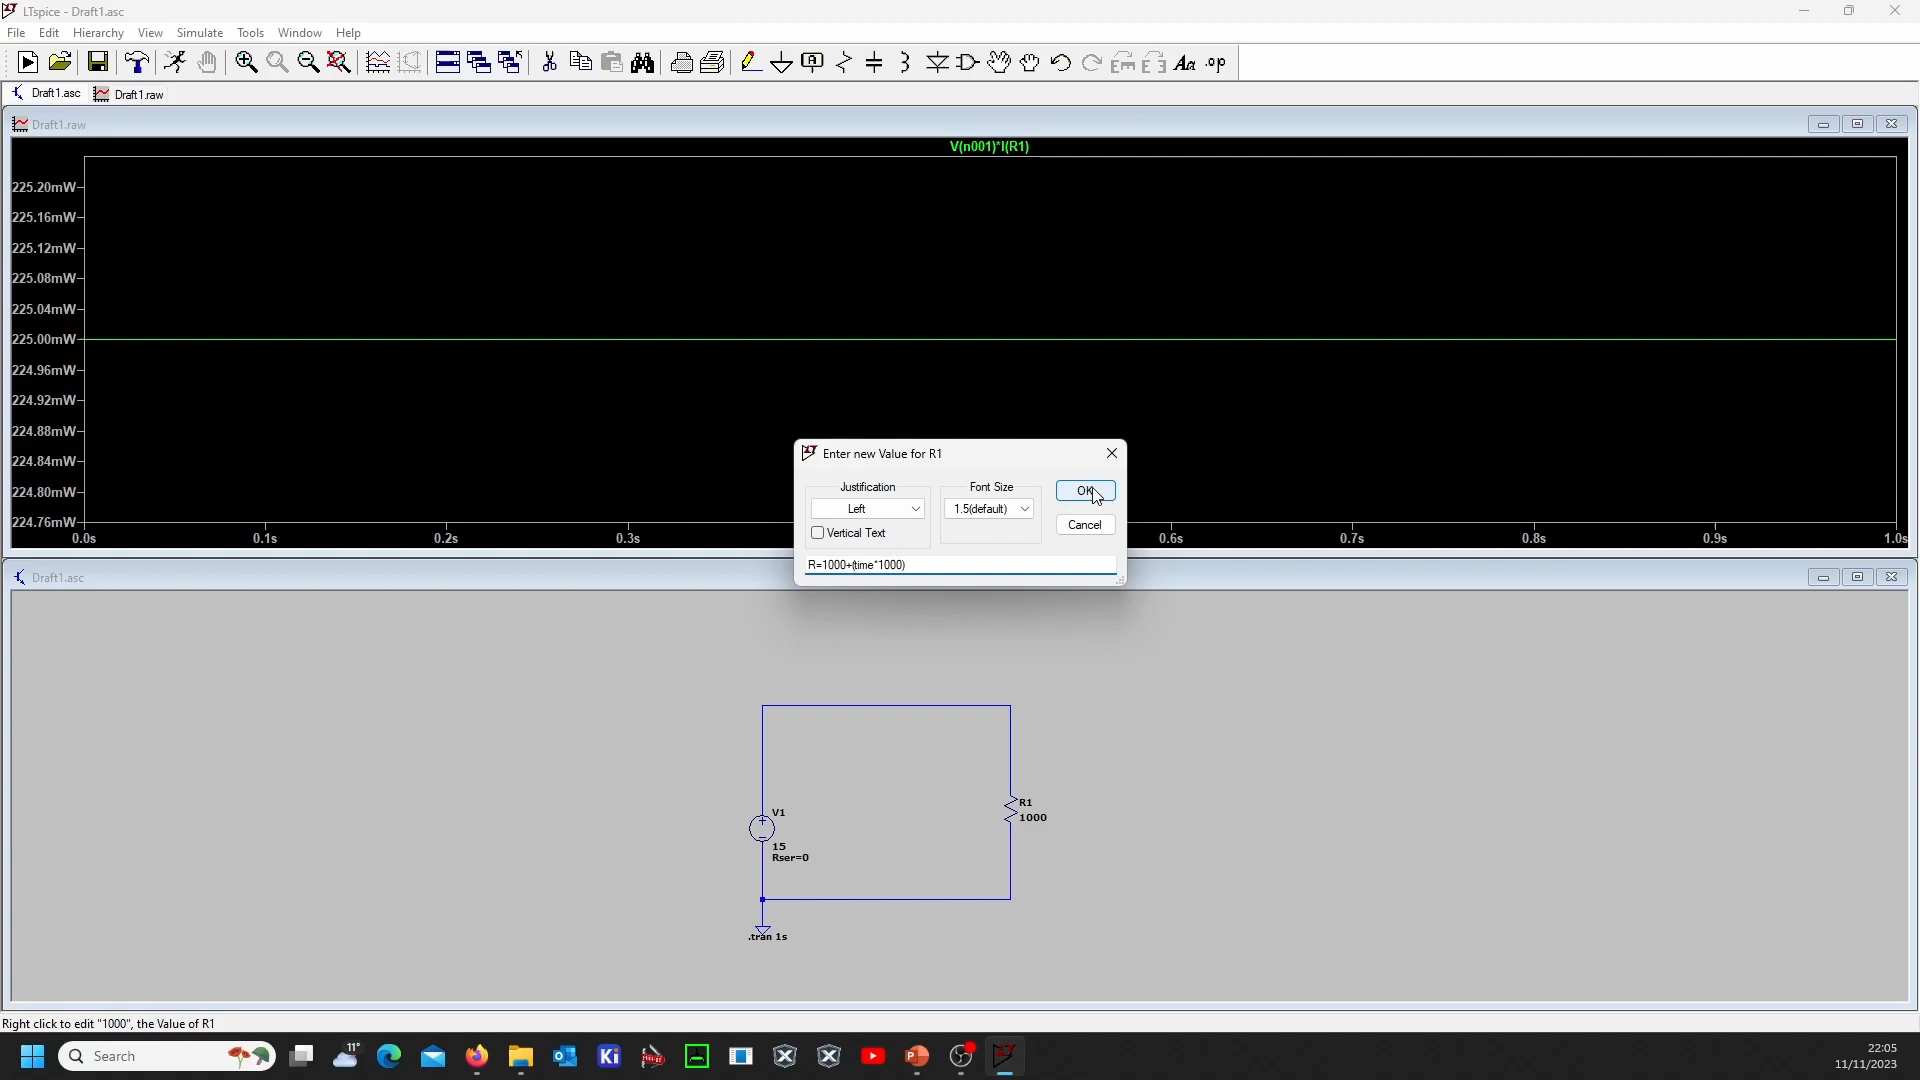 LTspice - Draft1.asc
File Edit Hierarchy View Simulate Tools Window Help
Draft1.asc Draft1.raw
Draft1.raw
V(n001)*I(R1)
225.20mW
225.16mW
225.12mW
225.08mW
225.04mW
225.00mW
224.96mW
224.92mW
224.88mW
224.84mW
224.80mW
224.76mW
0.0s 0.1s 0.2s 0.3s 0.6s 0.7s 0.8s 0.9s 1.0s
Enter new Value for R1
Justification Font Size OK
Left 1.5(default)
Vertical Text Cancel
R=1000+(time*1000)
Draft1.asc
R1
1000
V1
15
Rser=0
.tran 1s
Right click to edit "1000", the Value of R1
Search 11° Ki
22:05
11/11/2023